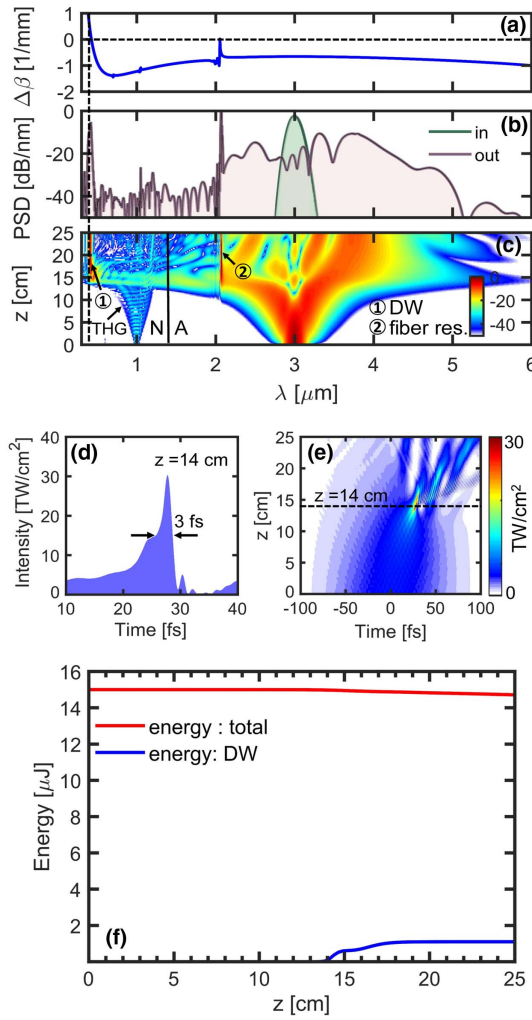 Δβ [1/mm]
1
0
-1
-2
(a)
PSD [dB/nm]
0
-20
-40
(b)
in
out
z [cm]
25
20
15
10
5
0
(c)
①
②
THG
N
A
① DW
② fiber res.
0
-20
-40
1 2 3 4 5 6
λ [μm]
Intensity [TW/cm²]
40
30
20
10
0
(d)
z =14 cm
3 fs
10 20 30 40
Time [fs]
z [cm]
25
20
15
10
5
0
(e)
z =14 cm
-100 -50 0 50 100
Time [fs]
30
20
10
0
TW/cm²
Energy [μJ]
16
14
12
10
8
6
4
2
energy : total
energy: DW
(f)
0 5 10 15 20 25
z [cm]